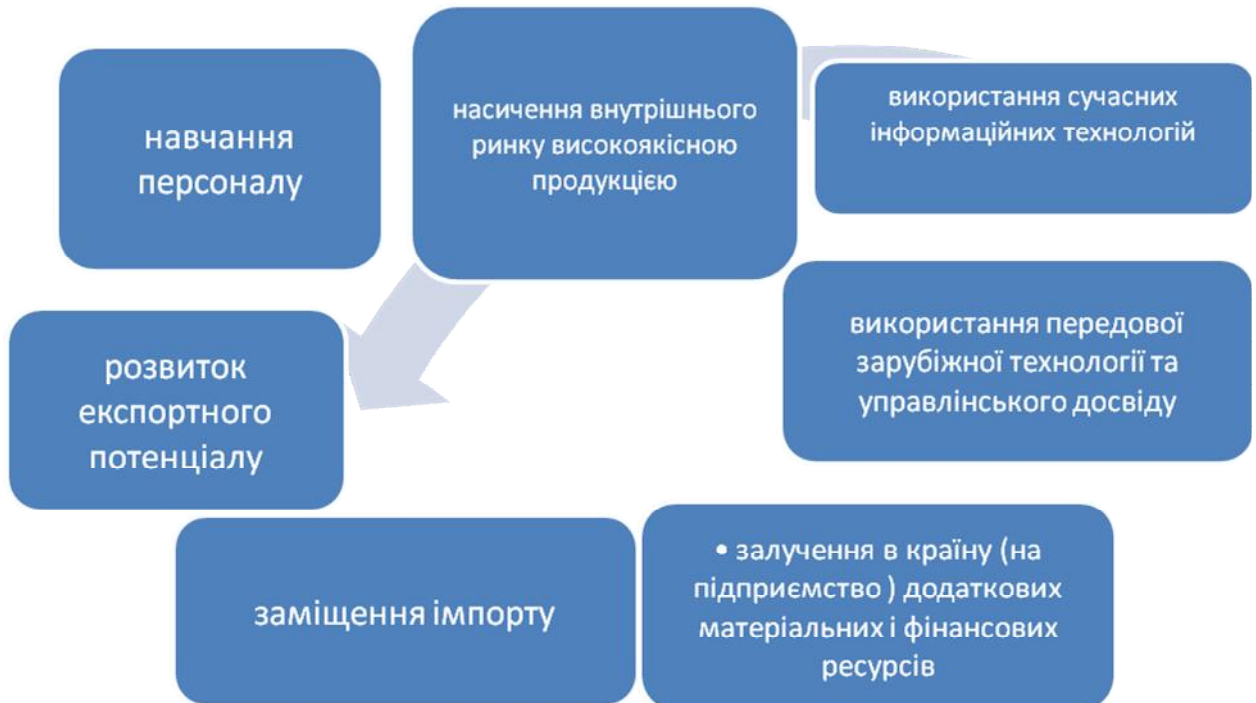 навчання
персоналу
насичення внутрішнього
ринку високоякісною
продукцією
використання сучасних
інформаційних технологій
розвиток
експортного
потенціалу
використання передової
зарубіжної технології та
управлінського досвіду
заміщення імпорту
• залучення в країну (на
підприємство ) додаткових
матеріальних і фінансових
ресурсів